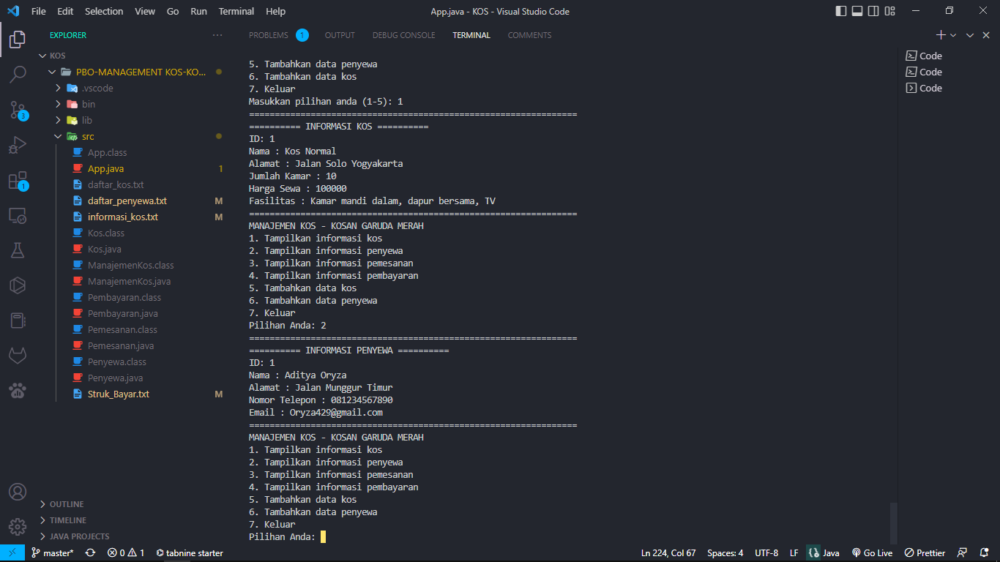 File Edit Selection View Go Run Terminal Help
App.java - KOS - Visual Studio Code
EXPLORER
KOS
PBO-MANAGEMENT KOS-KO...
.vscode
bin
lib
src
App.class
App.java 1
daftar_kos.txt
daftar_penyewa.txt M
informasi_kos.txt M
Kos.class
Kos.java
ManajemenKos.class
ManajemenKos.java
Pembayaran.class
Pembayaran.java
Pemesanan.class
Pemesanan.java
Penyewa.class
Penyewa.java
Struk_Bayar.txt M
OUTLINE
TIMELINE
JAVA PROJECTS
3
1
PROBLEMS 1 OUTPUT DEBUG CONSOLE TERMINAL COMMENTS
5. Tambahkan data penyewa
6. Tambahkan data kos
7. Keluar
Masukkan pilihan anda (1-5): 1
================================================================
========== INFORMASI KOS ==========
ID: 1
Nama : Kos Normal
Alamat : Jalan Solo Yogyakarta
Jumlah Kamar : 10
Harga Sewa : 100000
Fasilitas : Kamar mandi dalam, dapur bersama, TV
================================================================
MANAJEMEN KOS - KOSAN GARUDA MERAH
1. Tampilkan informasi kos
2. Tampilkan informasi penyewa
3. Tampilkan informasi pemesanan
4. Tampilkan informasi pembayaran
5. Tambahkan data kos
6. Tambahkan data penyewa
7. Keluar
Pilihan Anda: 2
================================================================
========== INFORMASI PENYEWA ==========
ID: 1
Nama : Aditya Oryza
Alamat : Jalan Munggur Timur
Nomor Telepon : 081234567890
Email : Oryza429@gmail.com
================================================================
MANAJEMEN KOS - KOSAN GARUDA MERAH
1. Tampilkan informasi kos
2. Tampilkan informasi penyewa
3. Tampilkan informasi pemesanan
4. Tampilkan informasi pembayaran
5. Tambahkan data kos
6. Tambahkan data penyewa
7. Keluar
Pilihan Anda:
Code
Code
Code
master* 0 1 tabnine starter
Ln 224, Col 67 Spaces: 4 UTF-8 LF Java Go Live Prettier